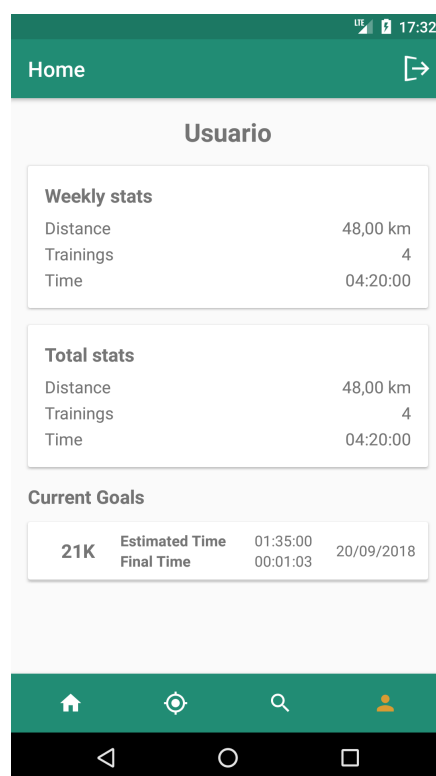 LTE 17:32
Home
Usuario
Weekly stats
Distance 48,00 km
Trainings 4
Time 04:20:00
Total stats
Distance 48,00 km
Trainings 4
Time 04:20:00
Current Goals
21K Estimated Time 01:35:00 20/09/2018
Final Time 00:01:03